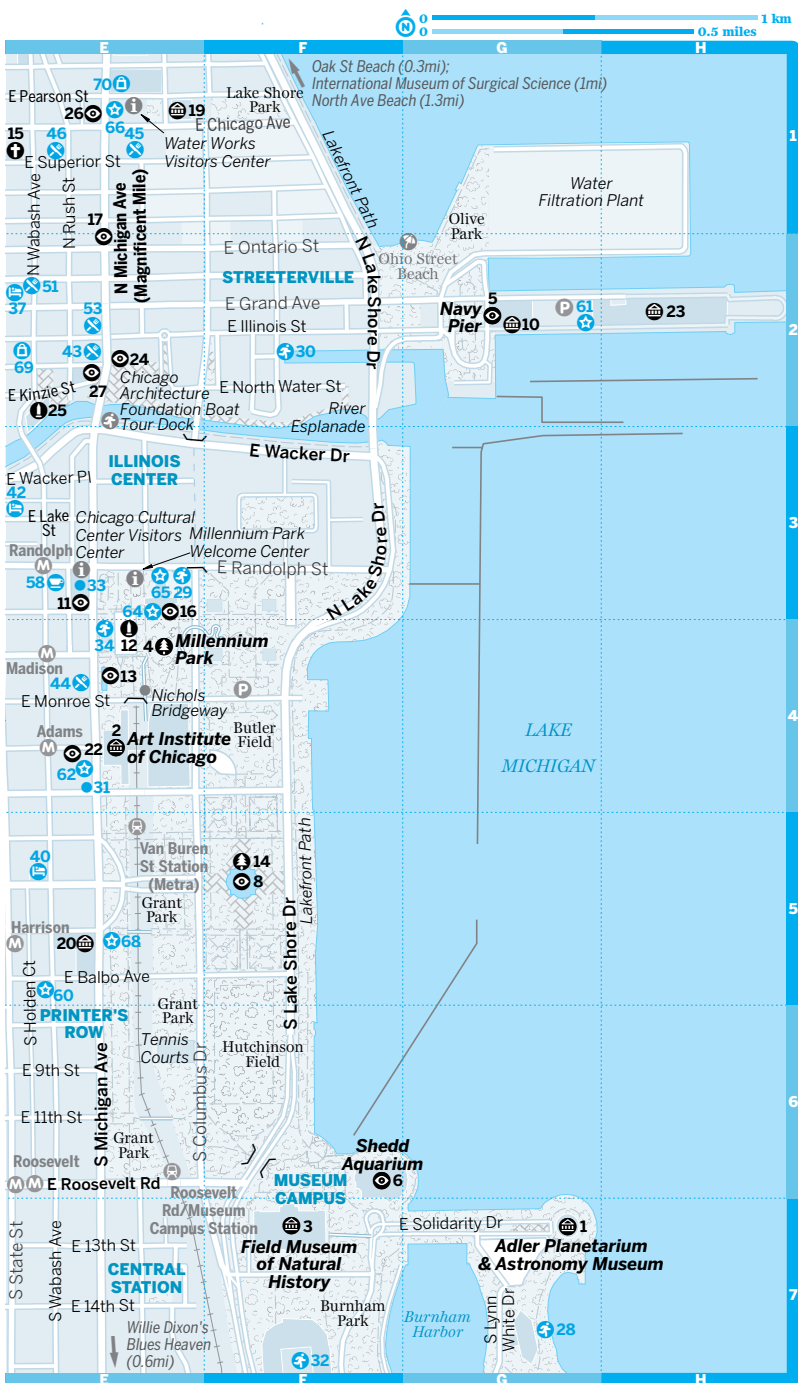 0
1 km
N
0
0.5 miles
E
F
G
H
70
Oak St Beach (0.3mi);
International Museum of Surgical Science (1mi)
North Ave Beach (1.3mi)
E Pearson St
26
66
19
Lake Shore
Park
E Chicago Ave
15
46
45
Water Works
Visitors Center
1
E Superior St
Lakefront Path
Water
Filtration Plant
N Wabash Ave
N Rush St
17
N Michigan Ave
(Magnificent Mile)
Olive
Park
E Ontario St
N Lake Shore Dr
Ohio Street
Beach
STREETERVILLE
51
37
E Grand Ave
53
E Illinois St
Navy
Pier
5
10
P
61
23
2
69
43
24
30
27
Chicago
Architecture
Foundation Boat
Tour Dock
E North Water St
E Kinzie St
25
River
Esplanade
E Wacker Dr
ILLINOIS
CENTER
E Wacker Pl
42
E Lake
St
Chicago Cultural
Center Visitors
Center
Millennium Park
Welcome Center
3
Randolph
M
58
33
65
29
E Randolph St
N Lake Shore Dr
11
64
16
34
12
4
Millennium
Park
M
Madison
13
44
E Monroe St
Nichols
Bridgeway
P
4
Adams
M
22
2
Art Institute
of Chicago
Butler
Field
LAKE
MICHIGAN
62
31
Van Buren
St Station
(Metra)
40
14
8
Lakefront Path
S Lake Shore Dr
Grant
Park
5
Harrison
M
20
68
E Balbo Ave
S Holden Ct
60
PRINTER'S
ROW
Grant
Park
Tennis
Courts
Hutchinson
Field
S Columbus Dr
E 9th St
S Michigan Ave
6
E 11th St
Grant
Park
Shedd
Aquarium
6
Roosevelt
M
M
E Roosevelt Rd
Roosevelt
Rd/Museum
Campus Station
MUSEUM
CAMPUS
3
Field Museum
of Natural
History
E Solidarity Dr
1
Adler Planetarium
& Astronomy Museum
S State St
S Wabash Ave
E 13th St
CENTRAL
STATION
E 14th St
7
Burnham
Park
Burnham
Harbor
S Lynn
White Dr
28
Willie Dixon's
Blues Heaven
(0.6mi)
32
E
F
G
H